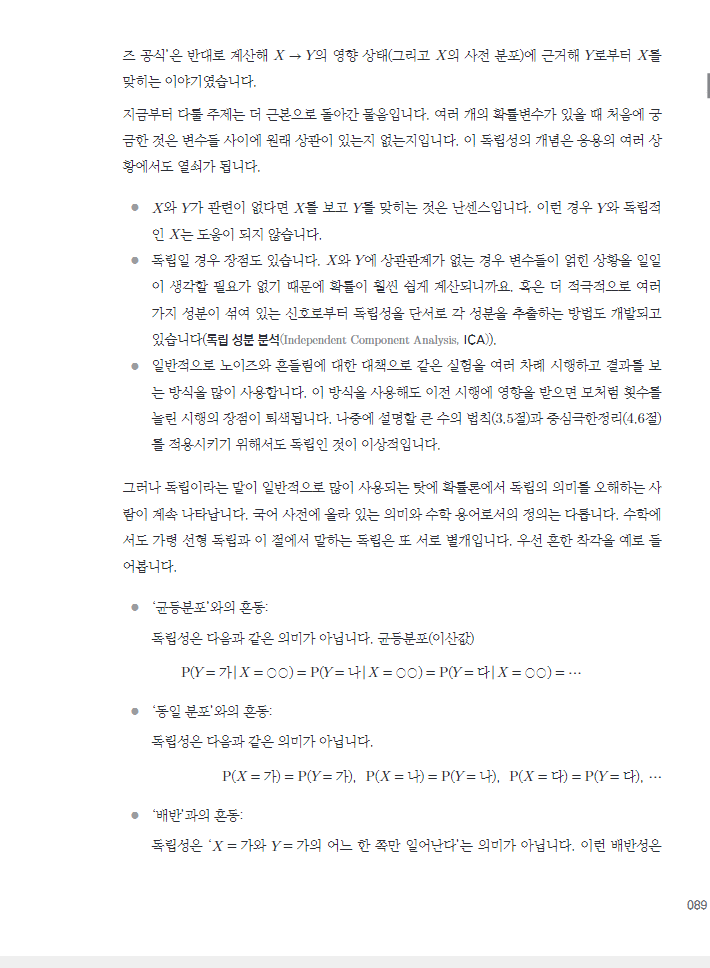 즈 공식’은 반대로 계산해 X → Y의 영향 상태(그리고 X의 사전 분포)에 근거해 Y로부터 X를
맞히는 이야기였습니다.
지금부터 다룰 주제는 더 근본으로 돌아간 물음입니다. 여러 개의 확률변수가 있을 때 처음에 궁
금한 것은 변수들 사이에 원래 상관이 있는지 없는지입니다. 이 독립성의 개념은 응용의 여러 상
황에서도 열쇠가 됩니다.
● X와 Y가 관련이 없다면 X를 보고 Y를 맞히는 것은 난센스입니다. 이런 경우 Y와 독립적
인 X는 도움이 되지 않습니다.
● 독립일 경우 장점도 있습니다. X와 Y에 상관관계가 없는 경우 변수들이 얽힌 상황을 일일
이 생각할 필요가 없기 때문에 확률이 훨씬 쉽게 계산되니까요. 혹은 더 적극적으로 여러
가지 성분이 섞여 있는 신호로부터 독립성을 단서로 각 성분을 추출하는 방법도 개발되고
있습니다(독립 성분 분석(Independent Component Analysis, ICA)).
● 일반적으로 노이즈와 흔들림에 대한 대책으로 같은 실험을 여러 차례 시행하고 결과를 보
는 방식을 많이 사용합니다. 이 방식을 사용해도 이전 시행에 영향을 받으면 모처럼 횟수를
늘린 시행의 장점이 퇴색됩니다. 나중에 설명할 큰 수의 법칙(3.5절)과 중심극한정리(4.6절)
를 적용시키기 위해서도 독립인 것이 이상적입니다.
그러나 독립이라는 말이 일반적으로 많이 사용되는 탓에 확률론에서 독립의 의미를 오해하는 사
람이 계속 나타납니다. 국어 사전에 올라 있는 의미와 수학 용어로서의 정의는 다릅니다. 수학에
서도 가령 선형 독립과 이 절에서 말하는 독립은 또 서로 별개입니다. 우선 흔한 착각을 예로 들
어봅니다.
● ‘균등분포’와의 혼동:
독립성은 다음과 같은 의미가 아닙니다. 균등분포(이산값)
P(Y = 가 | X = ○○) = P(Y = 나 | X = ○○) = P(Y = 다 | X = ○○) = ⋯
● ‘동일 분포’와의 혼동:
독립성은 다음과 같은 의미가 아닙니다.
P(X = 가) = P(Y = 가), P(X = 나) = P(Y = 나), P(X = 다) = P(Y = 다), ⋯
● ‘배반’과의 혼동:
독립성은 ‘X = 가와 Y = 가의 어느 한 쪽만 일어난다’는 의미가 아닙니다. 이런 배반성은
089